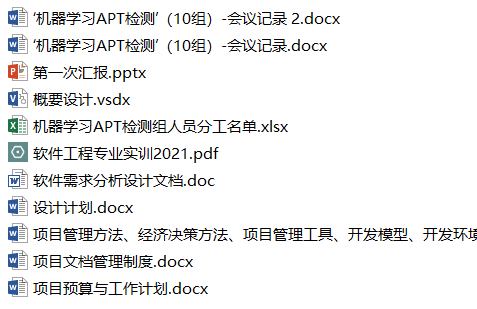 ‘机器学习APT检测’（10组）-会议记录 2.docx
‘机器学习APT检测’（10组）-会议记录.docx
第一次汇报.pptx
概要设计.vsdx
机器学习APT检测组人员分工名单.xlsx
软件工程专业实训2021.pdf
软件需求分析设计文档.doc
设计计划.docx
项目管理方法、经济决策方法、项目管理工具、开发模型、开发环境
项目文档管理制度.docx
项目预算与工作计划.docx